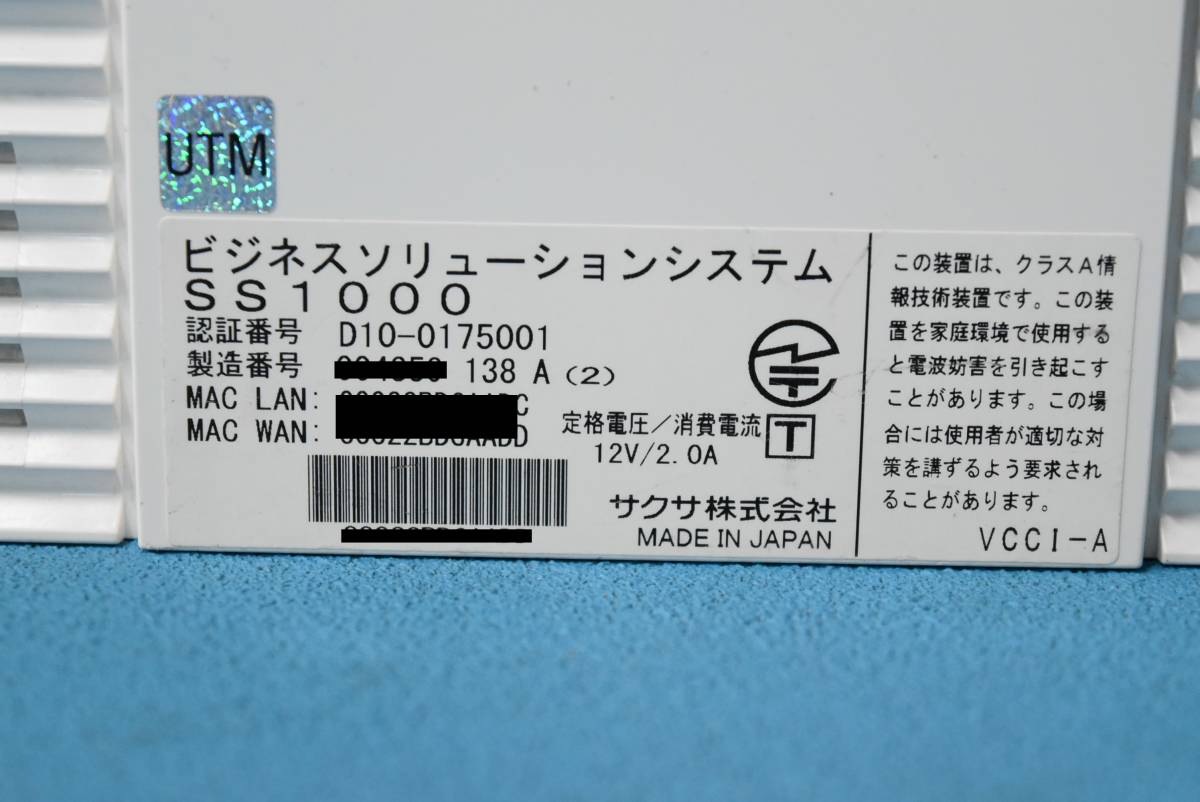 UTM
ビジネスソリューションシステム
ＳＳ１０００
認証番号 D10-0175001
製造番号 138 A (2)
MAC LAN:
MAC WAN:
定格電圧／消費電流
12V/2.0A
T
サクサ株式会社
MADE IN JAPAN
この装置は、クラスＡ情
報技術装置です。この装
置を家庭環境で使用する
と電波妨害を引き起こす
ことがあります。この場
合には使用者が適切な対
策を講ずるよう要求され
ることがあります。
ＶＣＣＩ－Ａ